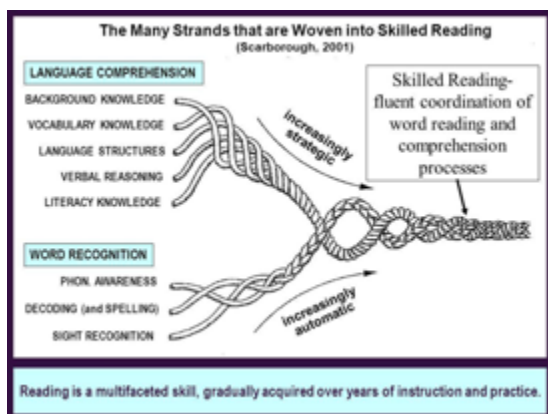 The Many Strands that are Woven into Skilled Reading
(Scarborough, 2001)
LANGUAGE COMPREHENSION
BACKGROUND KNOWLEDGE
VOCABULARY KNOWLEDGE
LANGUAGE STRUCTURES
VERBAL REASONING
LITERACY KNOWLEDGE
WORD RECOGNITION
PHON. AWARENESS
DECODING (and SPELLING)
SIGHT RECOGNITION
increasingly
strategic
increasingly
automatic
Skilled Reading-
fluent coordination of
word reading and
comprehension
processes
Reading is a multifaceted skill, gradually acquired over years of instruction and practice.